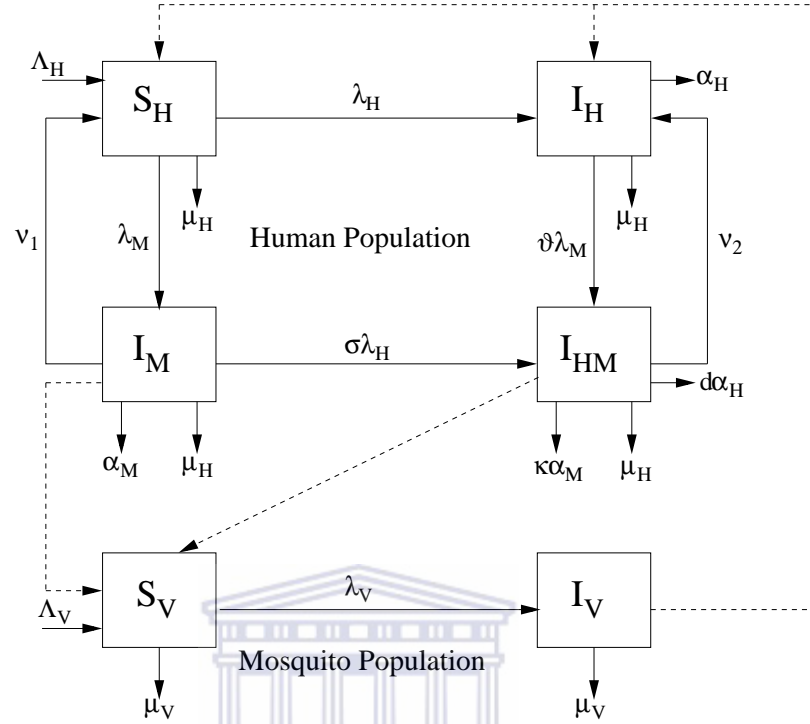 Λ_H
S_H
λ_H
I_H
α_H
μ_H
μ_H
ν_1
λ_M
Human Population
ϑλ_M
ν_2
I_M
σλ_H
I_HM
dα_H
α_M
μ_H
κα_M
μ_H
S_V
λ_V
I_V
Λ_V
Mosquito Population
μ_V
μ_V